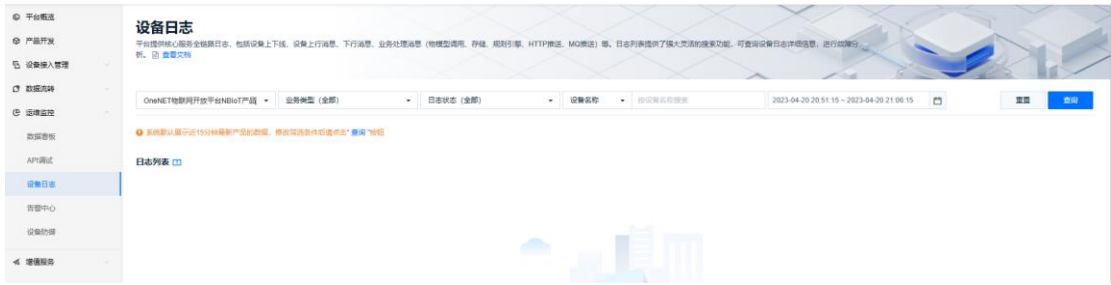 平台概览
产品开发
设备接入管理
数据流转
运维监控
数据看板
API调试
设备日志
告警中心
设备防御
增值服务
设备日志
平台提供核心服务全链路日志，包括设备上下线、设备上行消息、下行消息、业务处理消息（物模型调用、存储、规则引擎、HTTP推送、MQ推送）等。日志列表提供了强大灵活的搜索功能，可查询设备日志详细信息，进行故障分
析。 查看文档
OneNET物联网开放平台NBIoT产品 业务类型（全部） 日志状态（全部） 设备名称 按设备名称搜索 2023-04-20 20:51:15 ~ 2023-04-20 21:06:15 重置 查询
系统默认展示近15分钟最新产品的数据，修改筛选条件后请点击" 查询 "按钮
日志列表